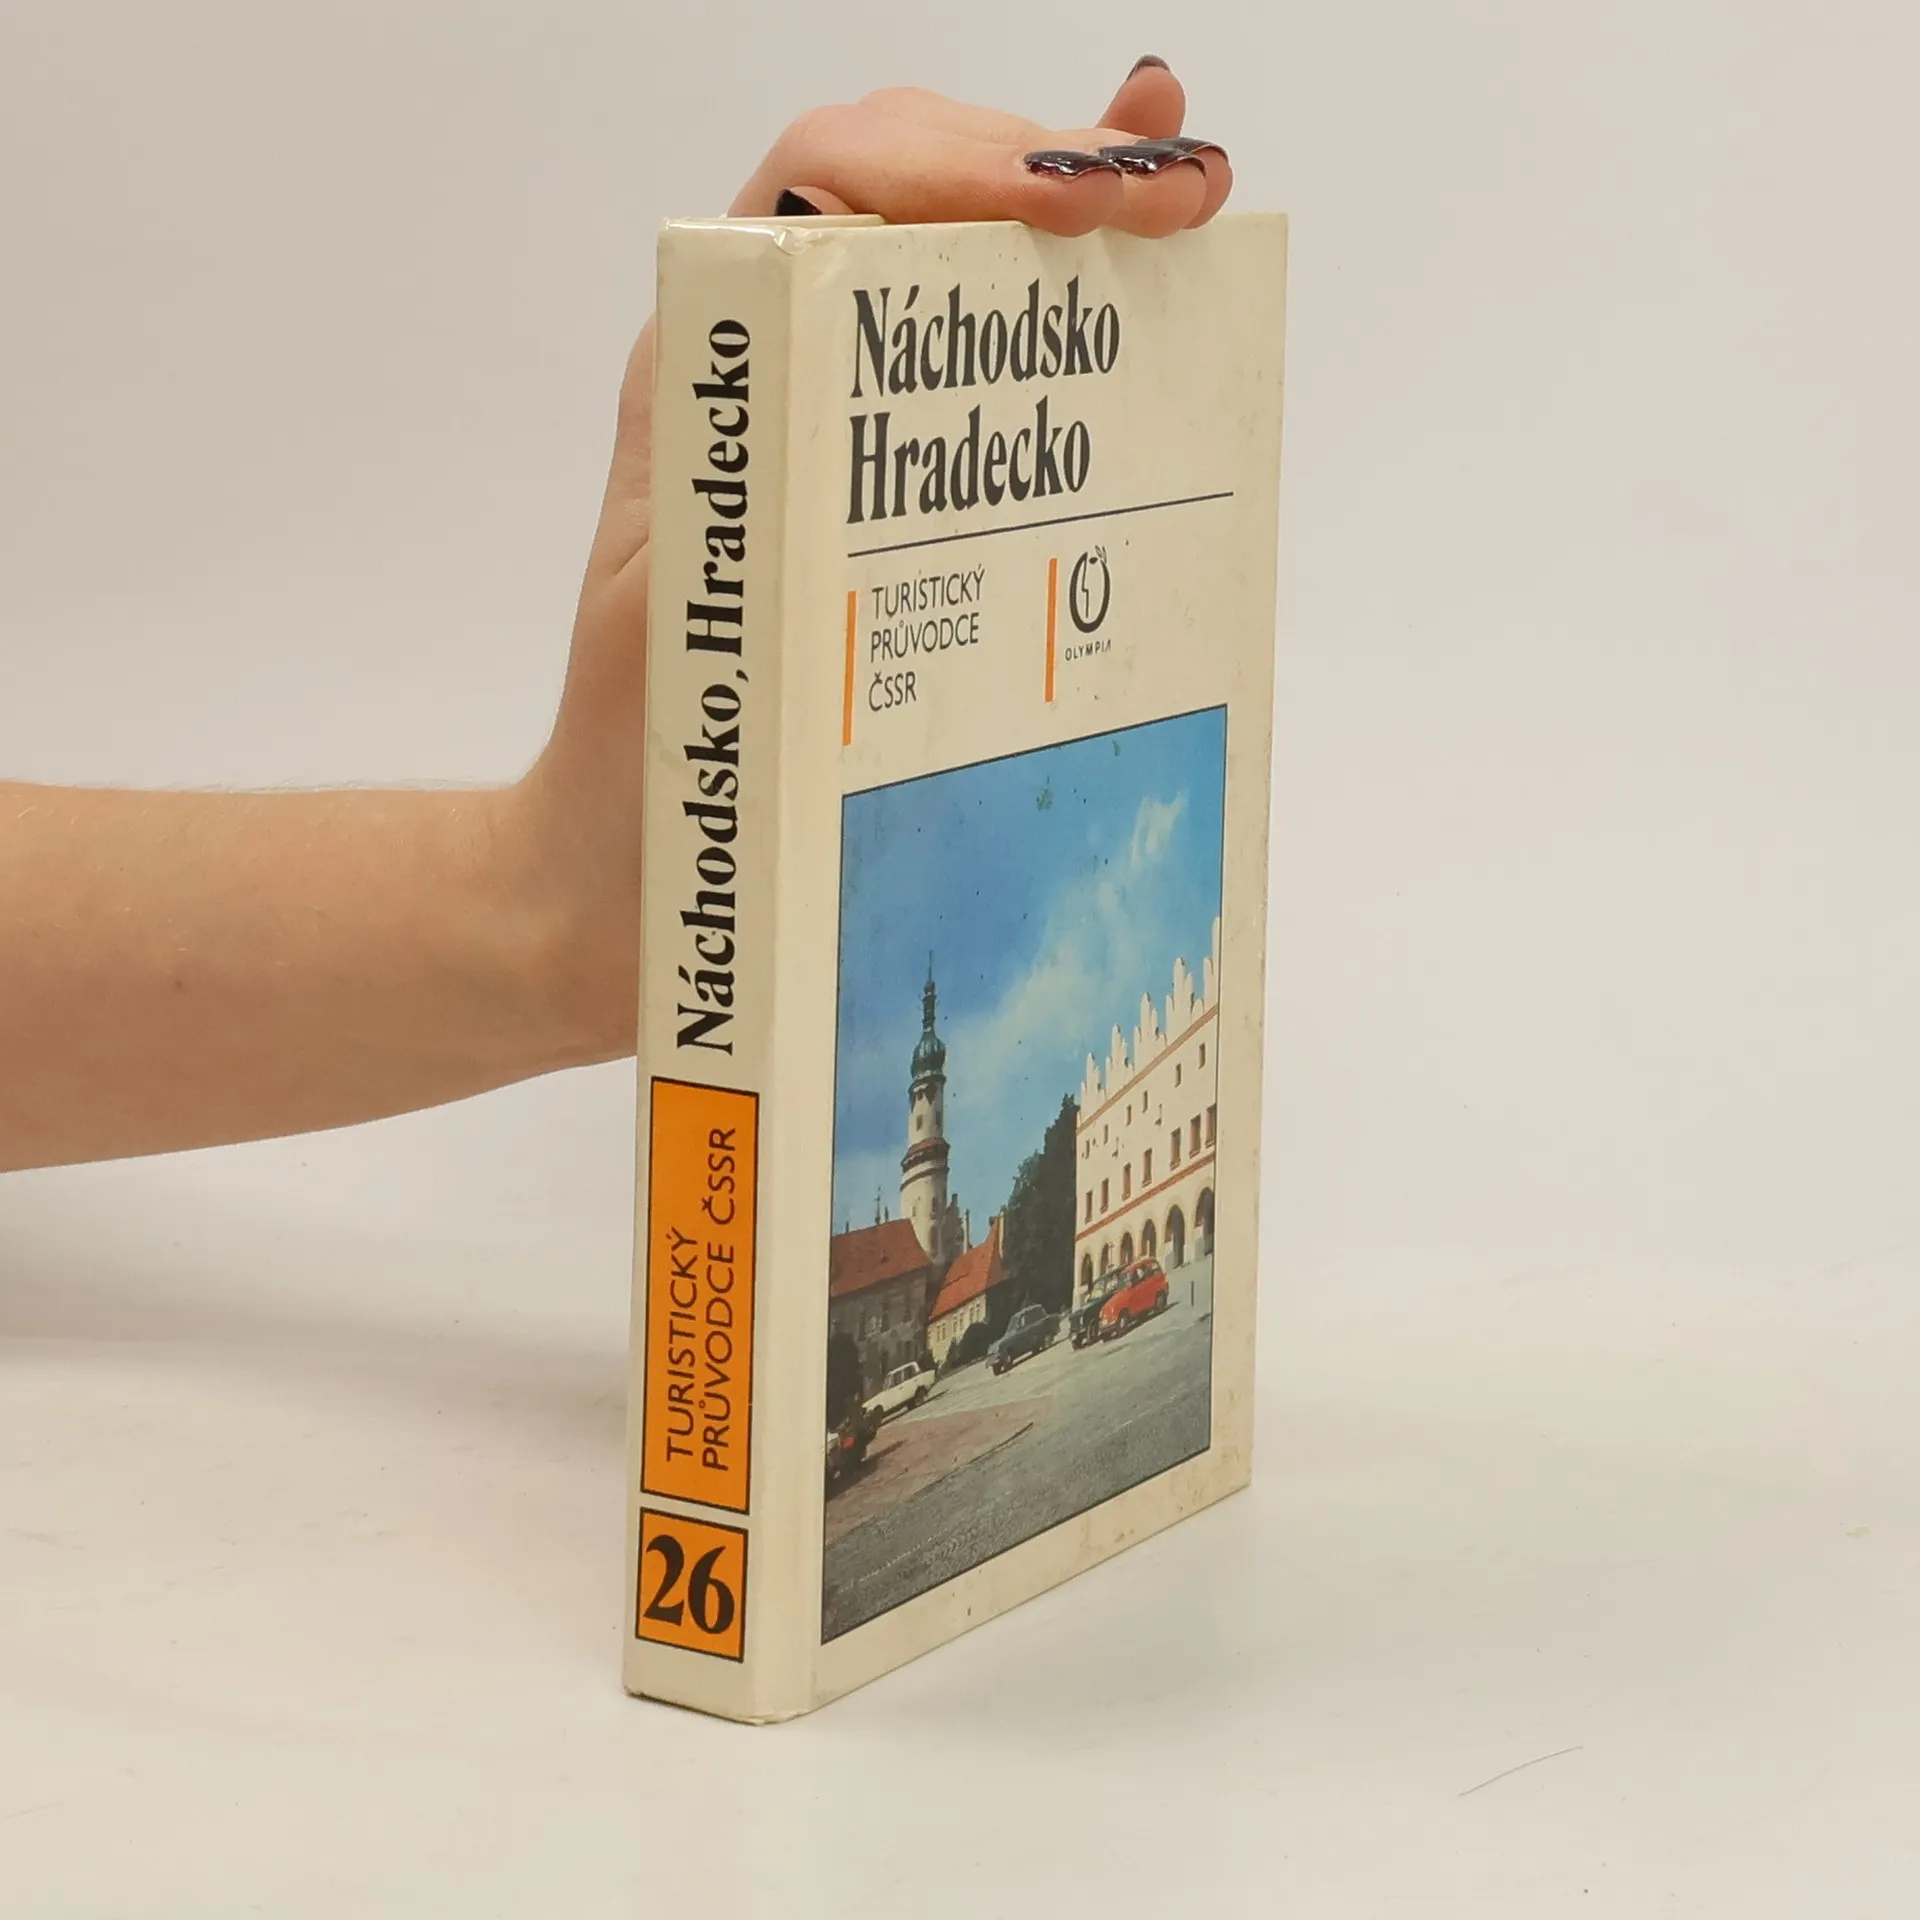 Náchodsko
Hradecko
TURISTICKÝ
PRŮVODCE
ČSSR
OLYMPIA
Náchodsko, Hradecko
TURISTICKÝ
PRŮVODCE ČSSR
26